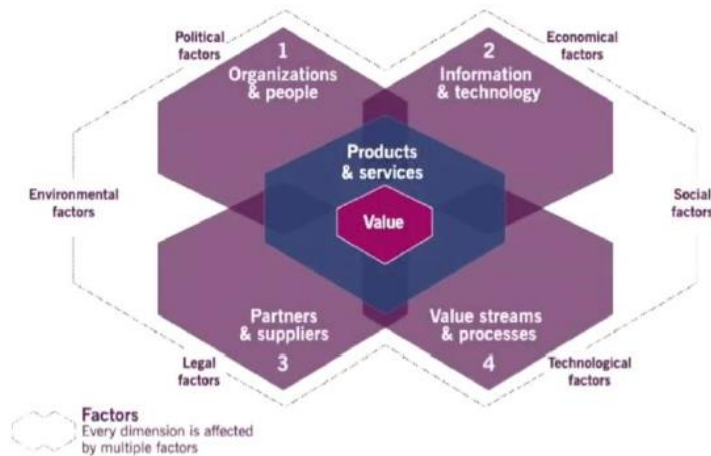 Political
factors
1
Organizations
& people
2
Information
& technology
Economical
factors
Products
& services
Environmental
factors
Value
Social
factors
Partners
& suppliers
3
Value streams
& processes
4
Legal
factors
Technological
factors
Factors
Every dimension is affected
by multiple factors